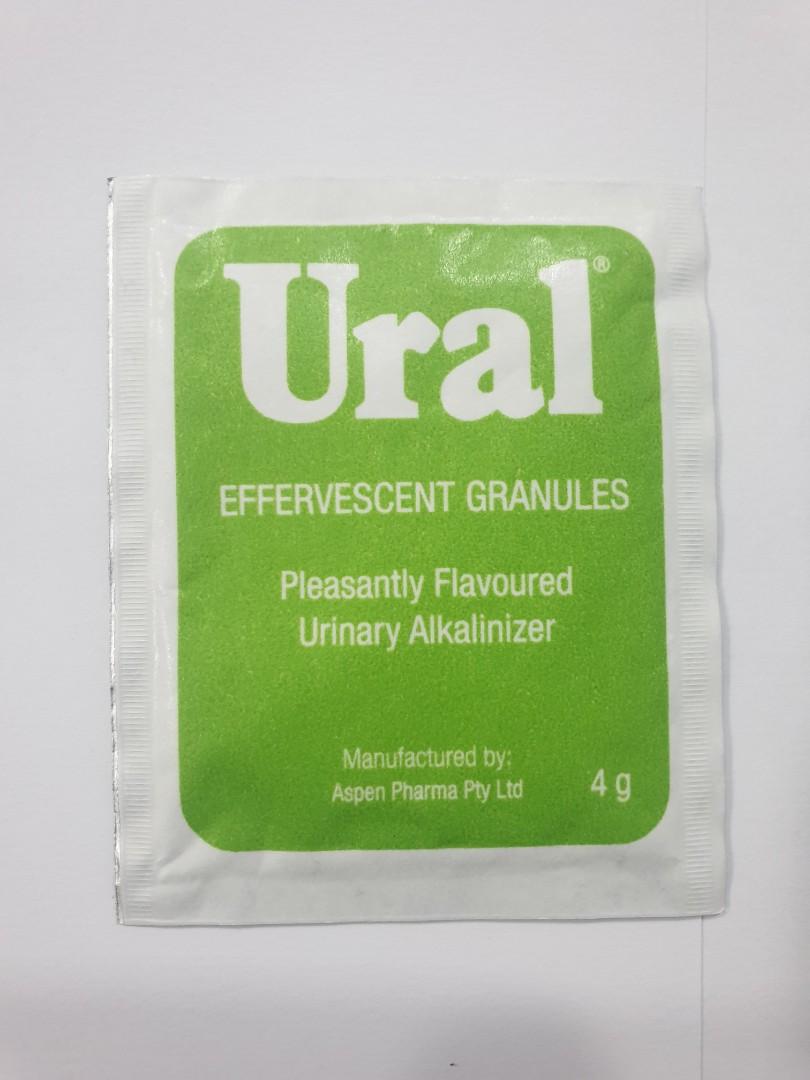 Ural®
EFFERVESCENT GRANULES
Pleasantly Flavoured
Urinary Alkalinizer
Manufactured by:
Aspen Pharma Pty Ltd
4 g